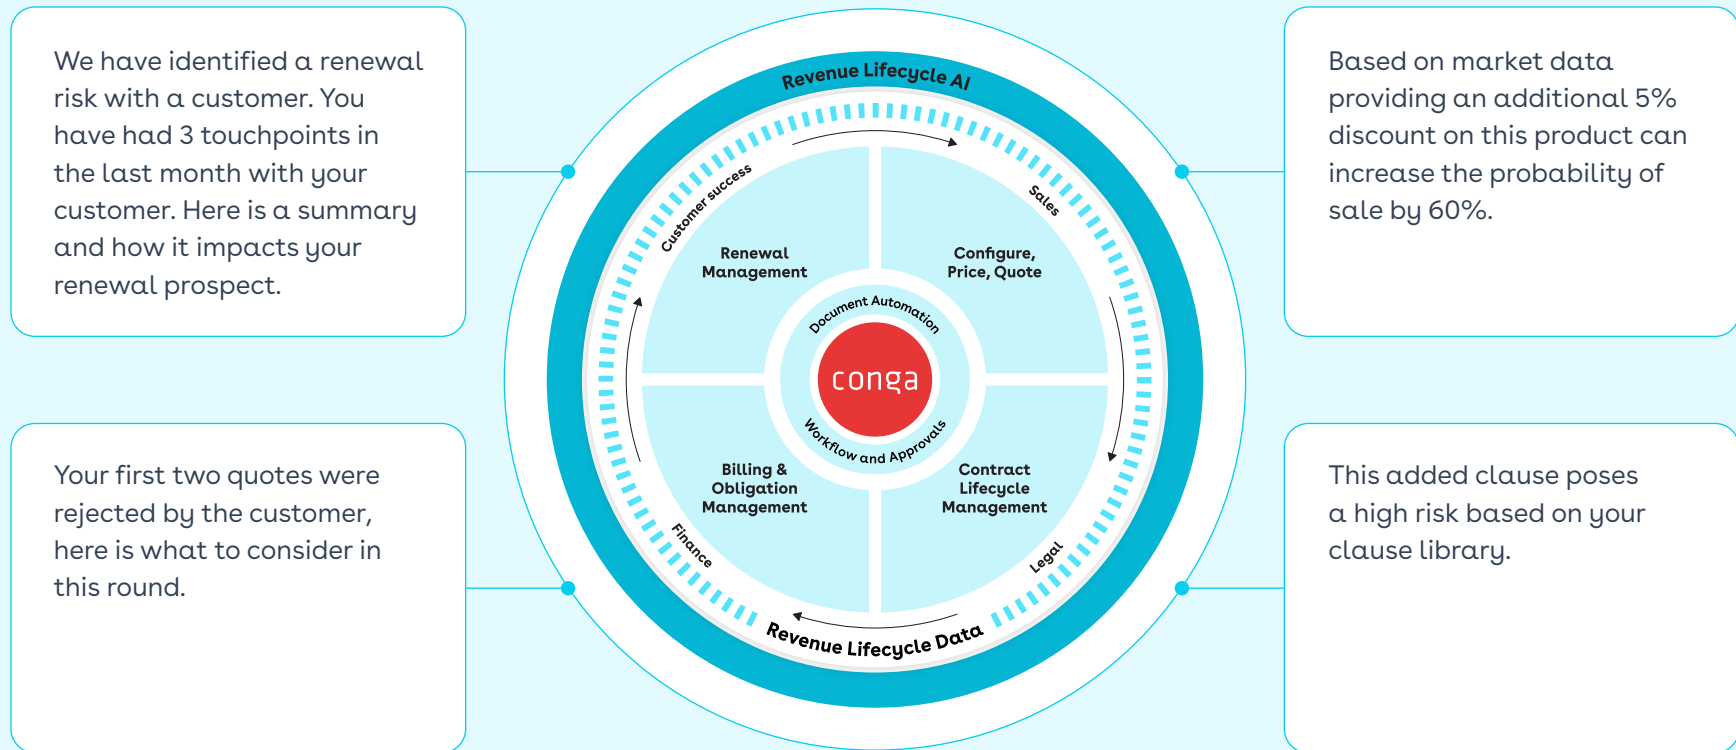 We have identified a renewal
risk with a customer. You
have had 3 touchpoints in
the last month with your
customer. Here is a summary
and how it impacts your
renewal prospect.
Your first two quotes were
rejected by the customer,
here is what to consider in
this round.
Revenue Lifecycle AI
Customer success
Sales
Renewal
Management
Configure,
Price, Quote
Document Automation
conga
Workflow and Approvals
Billing &
Obligation
Management
Contract
Lifecycle
Management
Finance
Legal
Revenue Lifecycle Data
Based on market data
providing an additional 5%
discount on this product can
increase the probability of
sale by 60%.
This added clause poses
a high risk based on your
clause library.